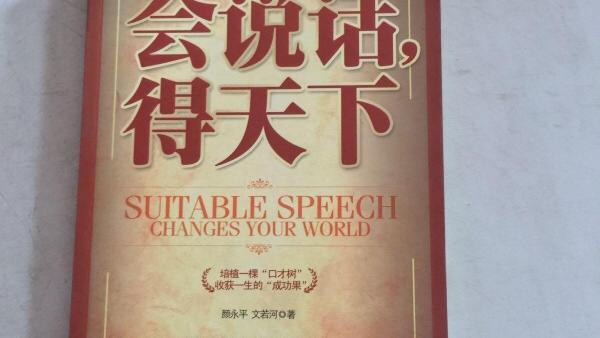 会说话,
得天下
SUITABLE SPEECH
CHANGES YOUR WORLD
培植一棵“口才树”
收获一生的“成功果”
颜永平 文若河◎著